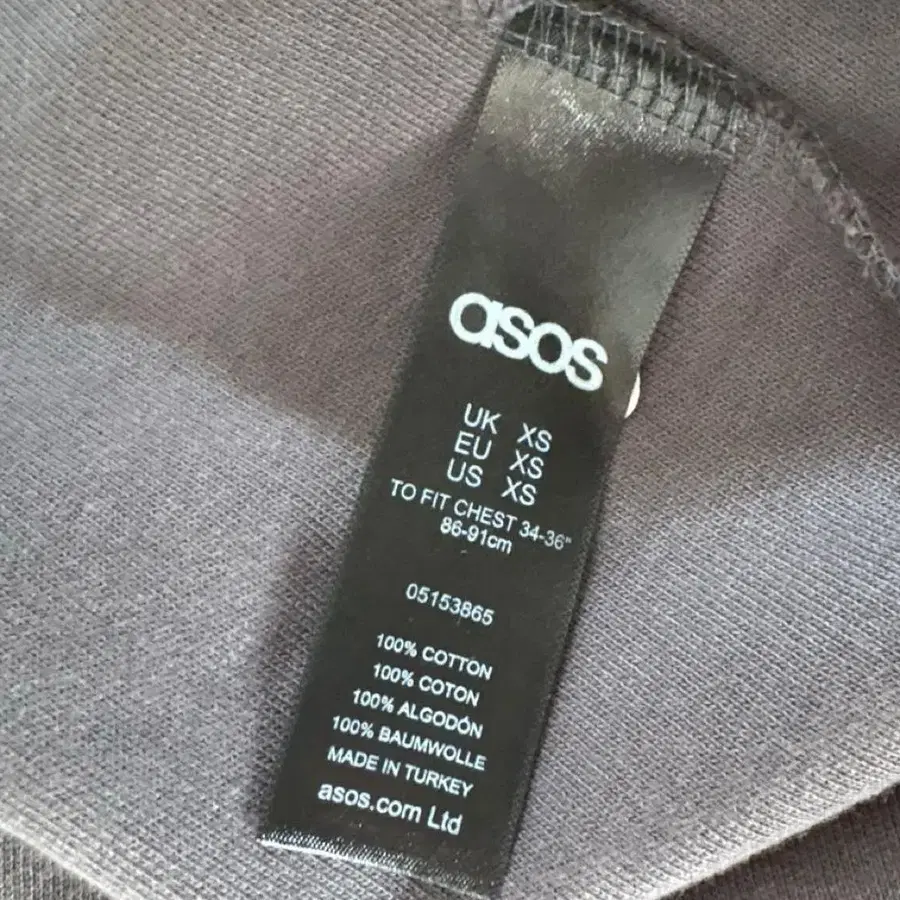 asos
UK XS
EU XS
US XS
TO FIT CHEST 34-36"
86-91cm
05153865
100% COTTON
100% COTON
100% ALGODÓN
100% BAUMWOLLE
MADE IN TURKEY
asos.com Ltd